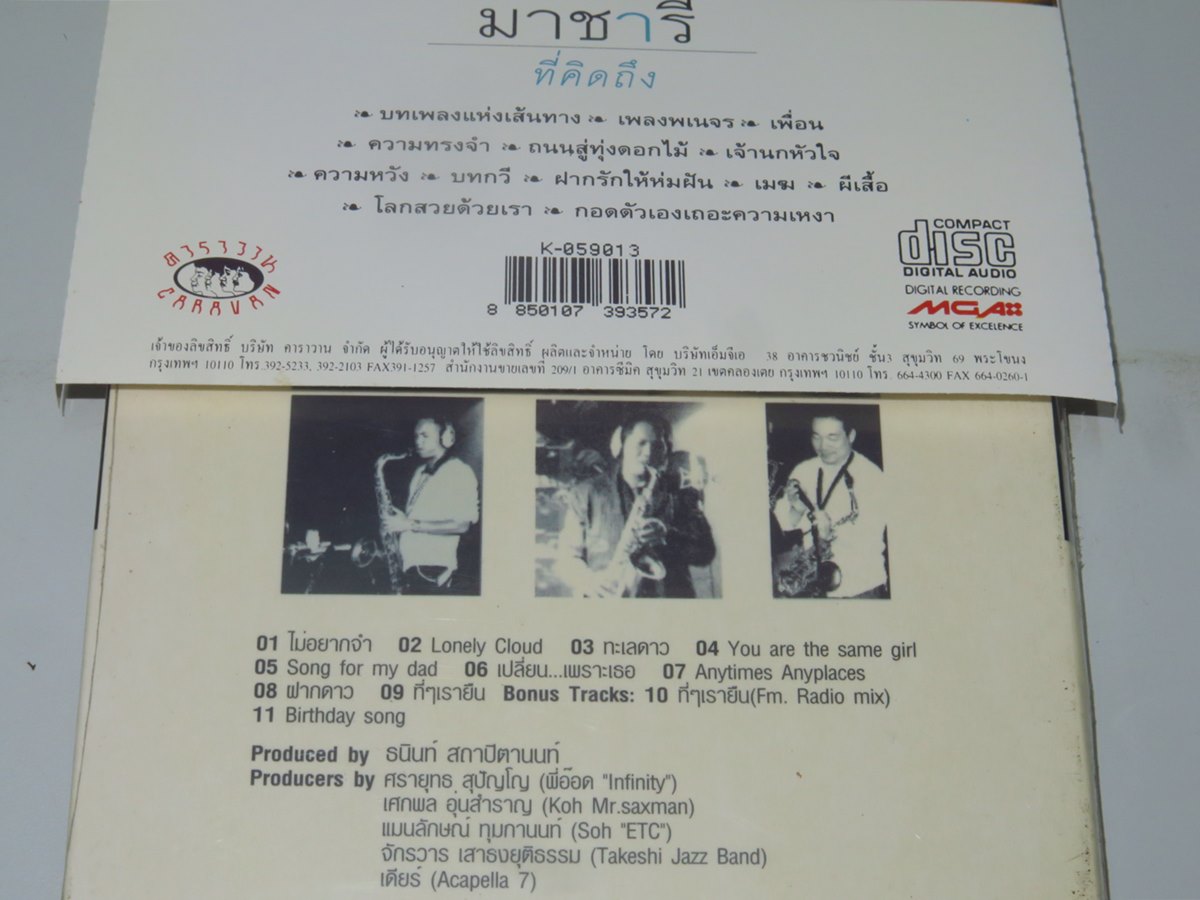 มาชารี
ที่คิดถึง
บทเพลงแห่งเส้นทาง เพลงพเนจร เพื่อน
ความทรงจำ ถนนสู่ทุ่งดอกไม้ เจ้านกหัวใจ
ความหวัง บทกวี ฝากรักให้ห่มฝัน เมฆ ผีเสื้อ
โลกสวยด้วยเรา กอดตัวเองเถอะความเหงา
คาราวาน
CARAVAN
K-059013
8 850107 393572
COMPACT
disc
DIGITAL AUDIO
DIGITAL RECORDING
MGA
SYMBOL OF EXCELENCE
เจ้าของลิขสิทธิ์ บริษัท คาราวาน จำกัด ผู้ได้รับอนุญาตให้ใช้ลิขสิทธิ์ ผลิตและจำหน่าย โดย บริษัทเอ็มจีเอ 38 อาคารชวนิชย์ ชั้น3 สุขุมวิท 69 พระโขนง
กรุงเทพฯ 10110 โทร.392-5233, 392-2103 FAX391-1257 สำนักงานขายเลขที่ 209/1 อาคารซีมิค สุขุมวิท 21 เขตคลองเตย กรุงเทพฯ 10110 โทร. 664-4300 FAX 664-0260-1
01 ไม่อยากจำ 02 Lonely Cloud 03 ทะเลดาว 04 You are the same girl
05 Song for my dad 06 เปลี่ยน...เพราะเธอ 07 Anytimes Anyplaces
08 ฝากดาว 09 ที่ๆเรายืน Bonus Tracks: 10 ที่ๆเรายืน(Fm. Radio mix)
11 Birthday song
Produced by ธนินท์ สถาปิตานนท์
Producers by ศรายุทธ สุปัญโญ (พี่อ๊อด "Infinity")
เศกพล อุ่นสำราญ (Koh Mr.saxman)
แมนลักษณ์ ทุมกานนท์ (Soh "ETC")
จักรวาร เสาธงยุติธรรม (Takeshi Jazz Band)
เดียร์ (Acapella 7)